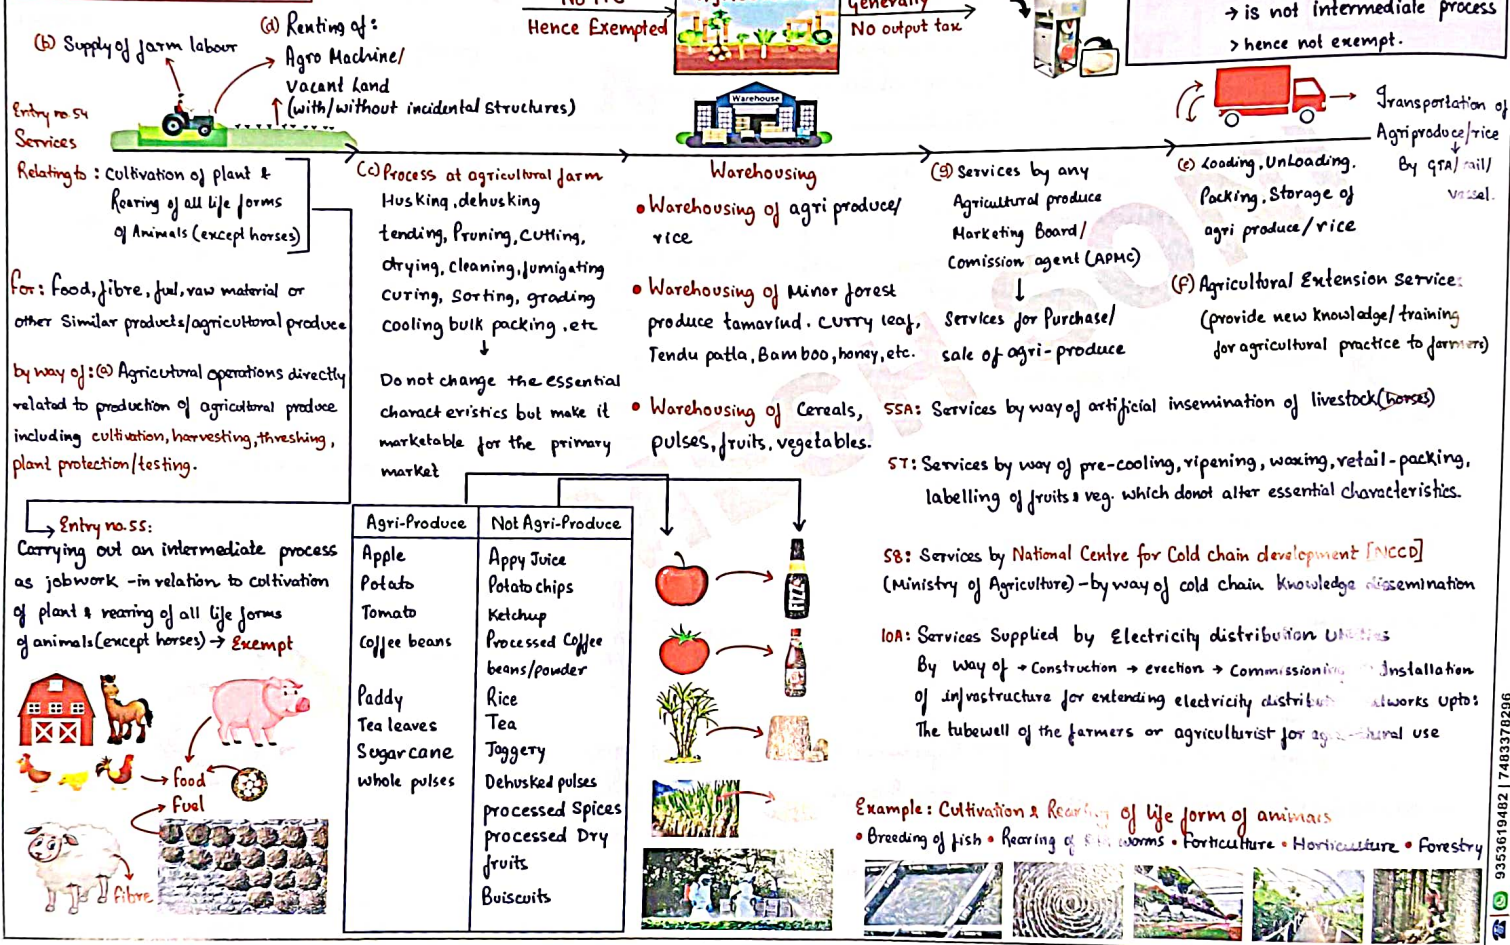 Hence Exempted
Generally
No output tax
→ is not intermediate process
> hence not exempt.
(b) Supply of farm labour
(d) Renting of:
Agro Machine/
vacant Land
(with/without incidental Structures)
Warehouse
Entry no. 54
Services
Relating to : Cultivation of plant &
Rearing of all life forms
of Animals (except horses)
for: food, fibre, fuel, raw material or
other Similar products/agricultural produce
by way of: (a) Agricutural operations directly
related to production of agricultural produce
including cultivation, harvesting, threshing,
plant protection/testing.
→ Entry no. 55:
Carrying out an intermediate process
as jobwork - in relation to cultivation
of plant & rearing of all life forms
of animals (except horses) → Exempt
food
fuel
fibre
(c) Process at agricultural farm
Husking, dehusking
tending, Pruning, Cutting,
drying, cleaning, fumigating
curing, Sorting, grading
cooling bulk packing .etc
↓
Do not change the essential
characteristics but make it
marketable for the primary
market
Agri-Produce | Not Agri-Produce
Apple | Appy Juice
Potato | Potato chips
Tomato | Ketchup
Coffee beans | Processed Coffee
beans/powder
Paddy | Rice
Tea leaves | Tea
Sugarcane | Jaggery
whole pulses | Dehusked pulses
processed Spices
processed Dry
fruits
Buiscuits
Warehousing
• Warehousing of agri produce/
rice
• Warehousing of Minor forest
produce tamarind. curry leaf,
Tendu patta, Bamboo, honey, etc.
• Warehousing of Cereals,
pulses, fruits, vegetables.
(g) Services by any
Agricultural produce
Marketing Board/
Comission agent (APMC)
↓
Services for Purchase/
sale of agri-produce
(e) Loading, UnLoading.
Packing, Storage of
agri produce/rice
Transportation of
Agriproduce/rice
↓
By GTA/rail/
vessel.
(f) Agricultural Extension Service:
(provide new knowledge/training
for agricultural practice to farmers)
55A: Services by way of artificial insemination of livestock (horses)
57: Services by way of pre-cooling, ripening, waxing, retail-packing,
labelling of fruits & veg. which donot alter essential characteristics.
58: Services by National Centre for Cold chain development [NCCD]
(Ministry of Agriculture) - by way of cold chain Knowledge dissemination
10A: Services Supplied by Electricity distribution
By way of → Construction → erection → Commissioning Installation
of infrastructure for extending electricity upto:
The tubewell of the farmers or agriculturist for use
Example: Cultivation & Rearing of life form of animals
• Breeding of fish • Rearing of worms • Forticulture • Horticulture • Forestry
9353619482 | 7483378296